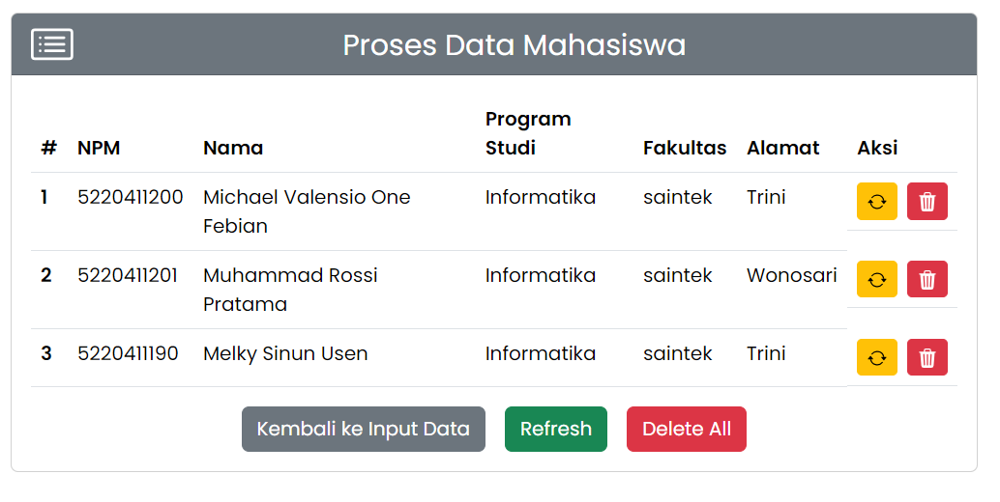 Proses Data Mahasiswa
# NPM Nama Program Studi Fakultas Alamat Aksi
1 5220411200 Michael Valensio One Febian Informatika saintek Trini
2 5220411201 Muhammad Rossi Pratama Informatika saintek Wonosari
3 5220411190 Melky Sinun Usen Informatika saintek Trini
Kembali ke Input Data Refresh Delete All